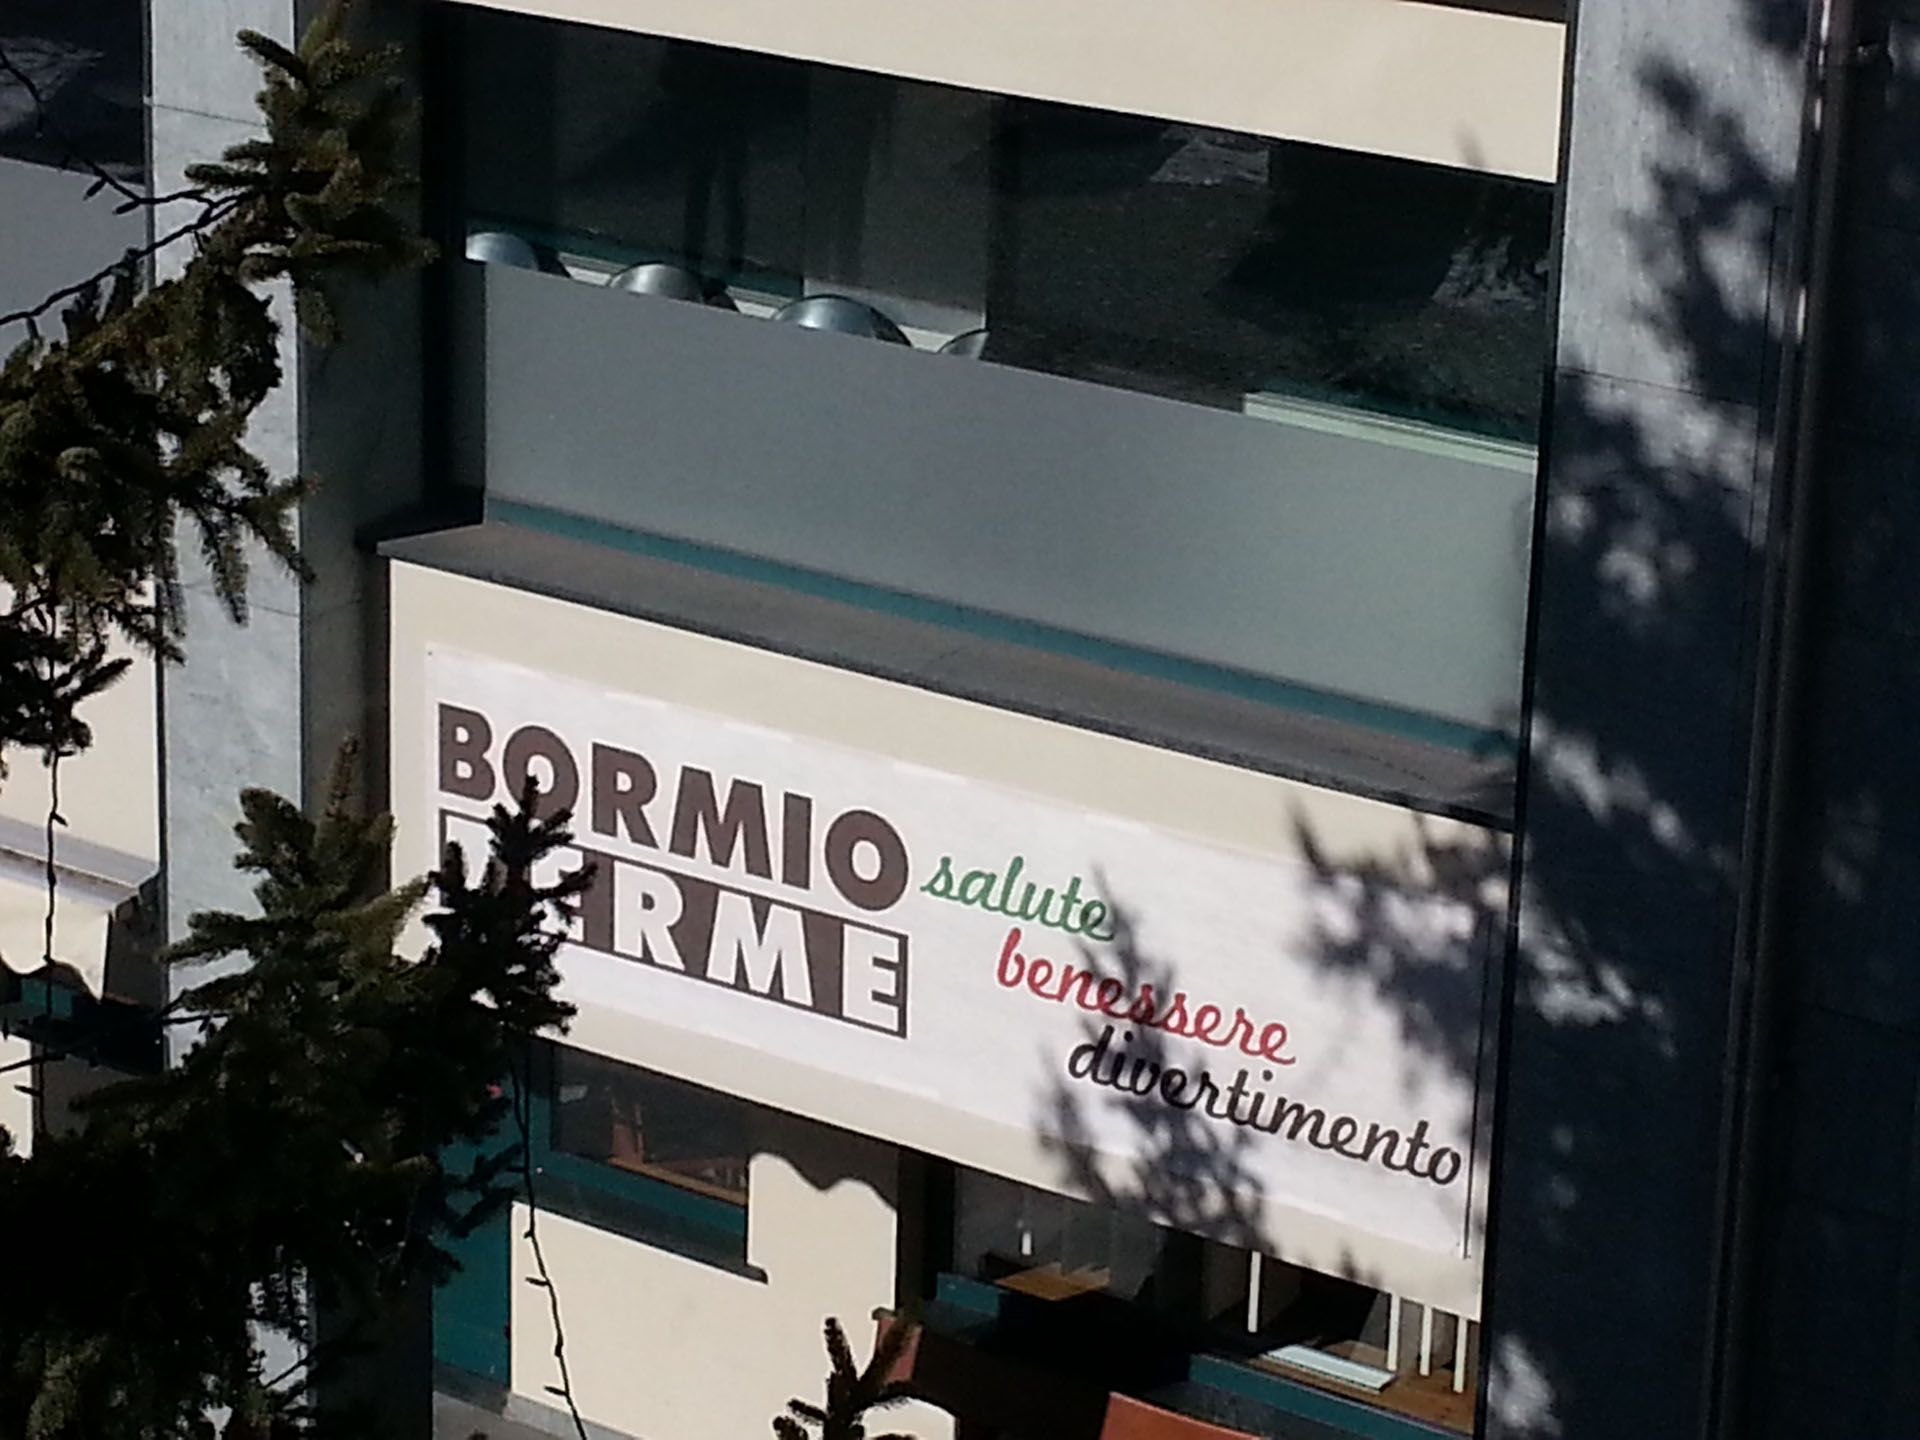 BORMIO
TERME
salute
benessere
divertimento